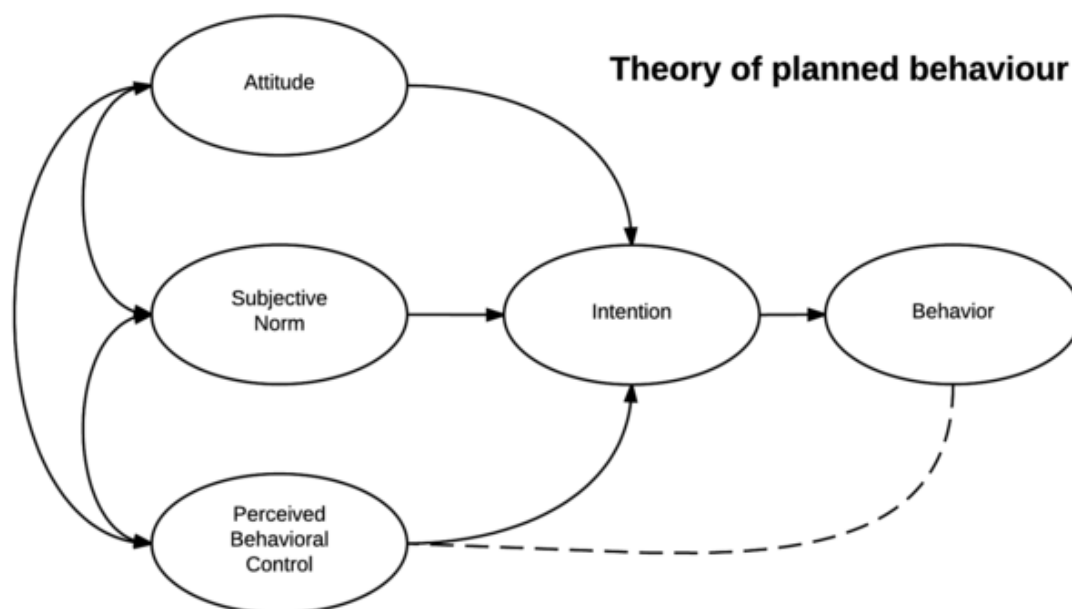 Theory of planned behaviour
Attitude
Subjective
Norm
Intention
Behavior
Perceived
Behavioral
Control